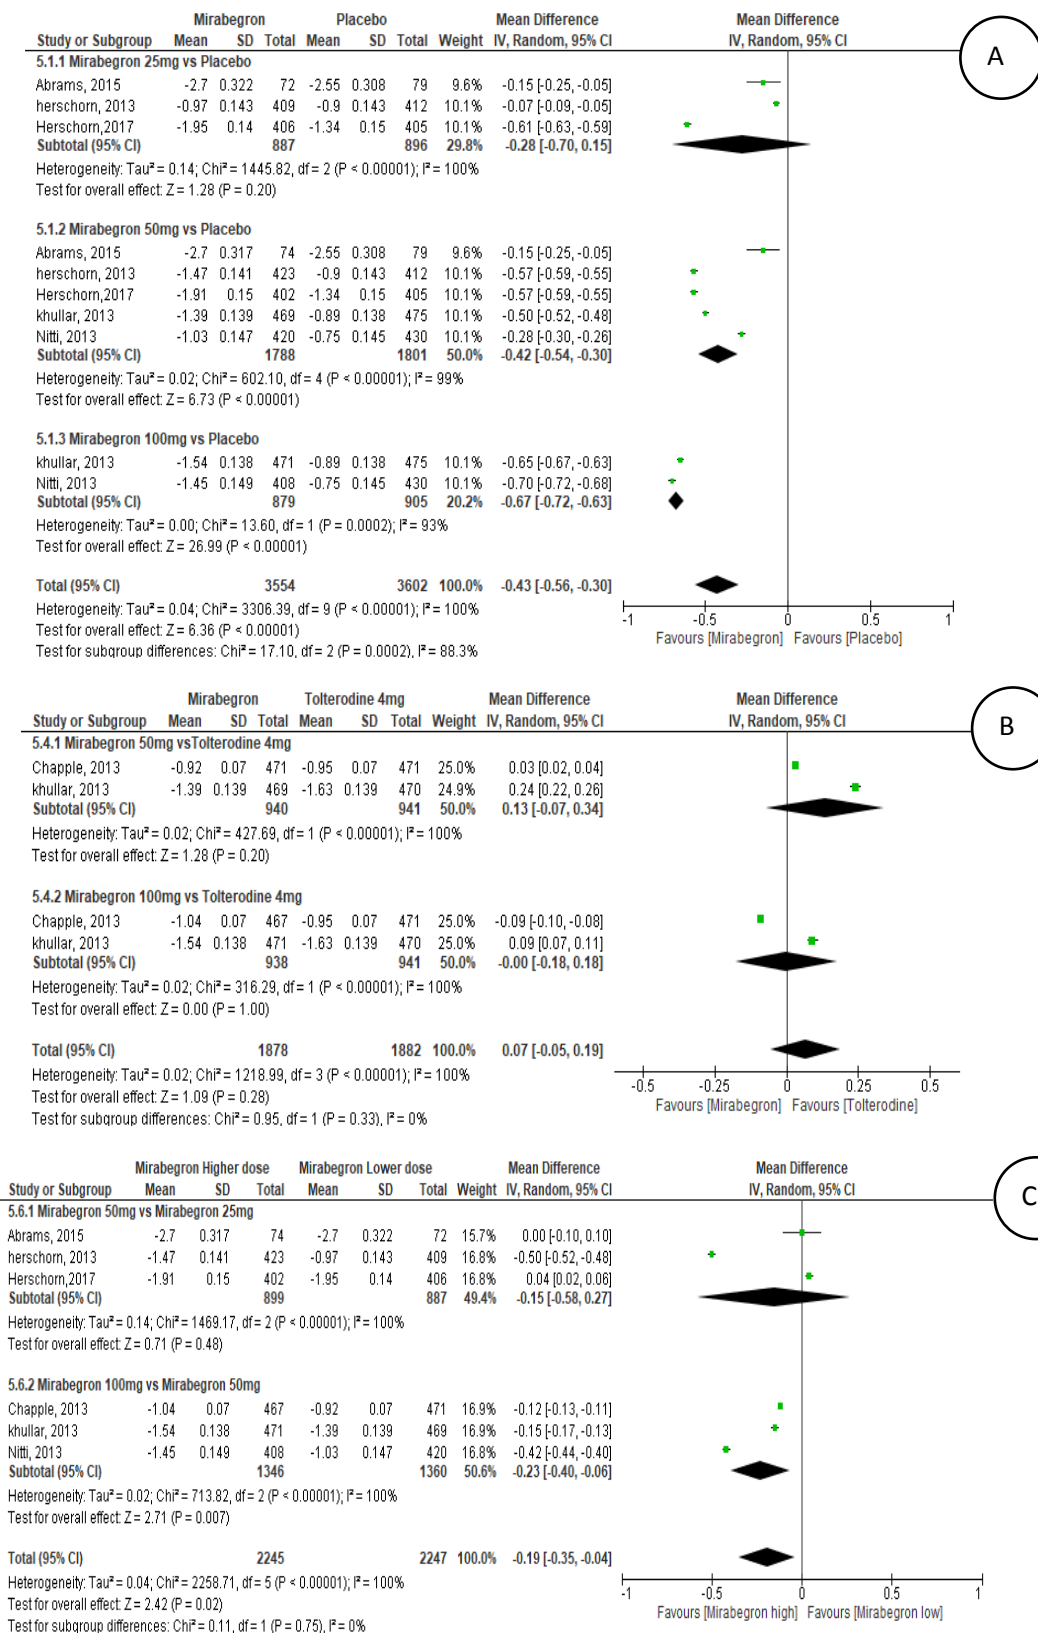 Mirabegron Placebo Mean Difference Mean Difference
Study or Subgroup Mean SD Total Mean SD Total Weight IV, Random, 95% CI IV, Random, 95% CI
A
5.1.1 Mirabegron 25mg vs Placebo
Abrams, 2015 -2.7 0.322 72 -2.55 0.308 79 9.6% -0.15 [-0.25, -0.05]
herschorn, 2013 -0.97 0.143 409 -0.9 0.143 412 10.1% -0.07 [-0.09, -0.05]
Herschorn,2017 -1.95 0.14 406 -1.34 0.15 405 10.1% -0.61 [-0.63, -0.59]
Subtotal (95% CI) 887 896 29.8% -0.28 [-0.70, 0.15]
Heterogeneity: Tau² = 0.14; Chi² = 1445.82, df = 2 (P < 0.00001); I² = 100%
Test for overall effect: Z = 1.28 (P = 0.20)
5.1.2 Mirabegron 50mg vs Placebo
Abrams, 2015 -2.7 0.317 74 -2.55 0.308 79 9.6% -0.15 [-0.25, -0.05]
herschorn, 2013 -1.47 0.141 423 -0.9 0.143 412 10.1% -0.57 [-0.59, -0.55]
Herschorn,2017 -1.91 0.15 402 -1.34 0.15 405 10.1% -0.57 [-0.59, -0.55]
khullar, 2013 -1.39 0.139 469 -0.89 0.138 475 10.1% -0.50 [-0.52, -0.48]
Nitti, 2013 -1.03 0.147 420 -0.75 0.145 430 10.1% -0.28 [-0.30, -0.26]
Subtotal (95% CI) 1788 1801 50.0% -0.42 [-0.54, -0.30]
Heterogeneity: Tau² = 0.02; Chi² = 602.10, df = 4 (P < 0.00001); I² = 99%
Test for overall effect: Z = 6.73 (P < 0.00001)
5.1.3 Mirabegron 100mg vs Placebo
khullar, 2013 -1.54 0.138 471 -0.89 0.138 475 10.1% -0.65 [-0.67, -0.63]
Nitti, 2013 -1.45 0.149 408 -0.75 0.145 430 10.1% -0.70 [-0.72, -0.68]
Subtotal (95% CI) 879 905 20.2% -0.67 [-0.72, -0.63]
Heterogeneity: Tau² = 0.00; Chi² = 13.60, df = 1 (P = 0.0002); I² = 93%
Test for overall effect: Z = 26.99 (P < 0.00001)
Total (95% CI) 3554 3602 100.0% -0.43 [-0.56, -0.30]
Heterogeneity: Tau² = 0.04; Chi² = 3306.39, df = 9 (P < 0.00001); I² = 100%
Test for overall effect: Z = 6.36 (P < 0.00001)
Test for subgroup differences: Chi² = 17.10, df = 2 (P = 0.0002), I² = 88.3%
-1 -0.5 0 0.5 1
Favours [Mirabegron] Favours [Placebo]
Mirabegron Tolterodine 4mg Mean Difference Mean Difference
Study or Subgroup Mean SD Total Mean SD Total Weight IV, Random, 95% CI IV, Random, 95% CI
B
5.4.1 Mirabegron 50mg vsTolterodine 4mg
Chapple, 2013 -0.92 0.07 471 -0.95 0.07 471 25.0% 0.03 [0.02, 0.04]
khullar, 2013 -1.39 0.139 469 -1.63 0.139 470 24.9% 0.24 [0.22, 0.26]
Subtotal (95% CI) 940 941 50.0% 0.13 [-0.07, 0.34]
Heterogeneity: Tau² = 0.02; Chi² = 427.69, df = 1 (P < 0.00001); I² = 100%
Test for overall effect: Z = 1.28 (P = 0.20)
5.4.2 Mirabegron 100mg vs Tolterodine 4mg
Chapple, 2013 -1.04 0.07 467 -0.95 0.07 471 25.0% -0.09 [-0.10, -0.08]
khullar, 2013 -1.54 0.138 471 -1.63 0.139 470 25.0% 0.09 [0.07, 0.11]
Subtotal (95% CI) 938 941 50.0% -0.00 [-0.18, 0.18]
Heterogeneity: Tau² = 0.02; Chi² = 316.29, df = 1 (P < 0.00001); I² = 100%
Test for overall effect: Z = 0.00 (P = 1.00)
Total (95% CI) 1878 1882 100.0% 0.07 [-0.05, 0.19]
Heterogeneity: Tau² = 0.02; Chi² = 1218.99, df = 3 (P < 0.00001); I² = 100%
Test for overall effect: Z = 1.09 (P = 0.28)
Test for subgroup differences: Chi² = 0.95, df = 1 (P = 0.33), I² = 0%
-0.5 -0.25 0 0.25 0.5
Favours [Mirabegron] Favours [Tolterodine]
Mirabegron Higher dose Mirabegron Lower dose Mean Difference Mean Difference
Study or Subgroup Mean SD Total Mean SD Total Weight IV, Random, 95% CI IV, Random, 95% CI
C
5.6.1 Mirabegron 50mg vs Mirabegron 25mg
Abrams, 2015 -2.7 0.317 74 -2.7 0.322 72 15.7% 0.00 [-0.10, 0.10]
herschorn, 2013 -1.47 0.141 423 -0.97 0.143 409 16.8% -0.50 [-0.52, -0.48]
Herschorn,2017 -1.91 0.15 402 -1.95 0.14 406 16.8% 0.04 [0.02, 0.06]
Subtotal (95% CI) 899 887 49.4% -0.15 [-0.58, 0.27]
Heterogeneity: Tau² = 0.14; Chi² = 1469.17, df = 2 (P < 0.00001); I² = 100%
Test for overall effect: Z = 0.71 (P = 0.48)
5.6.2 Mirabegron 100mg vs Mirabegron 50mg
Chapple, 2013 -1.04 0.07 467 -0.92 0.07 471 16.9% -0.12 [-0.13, -0.11]
khullar, 2013 -1.54 0.138 471 -1.39 0.139 469 16.9% -0.15 [-0.17, -0.13]
Nitti, 2013 -1.45 0.149 408 -1.03 0.147 420 16.8% -0.42 [-0.44, -0.40]
Subtotal (95% CI) 1346 1360 50.6% -0.23 [-0.40, -0.06]
Heterogeneity: Tau² = 0.02; Chi² = 713.82, df = 2 (P < 0.00001); I² = 100%
Test for overall effect: Z = 2.71 (P = 0.007)
Total (95% CI) 2245 2247 100.0% -0.19 [-0.35, -0.04]
Heterogeneity: Tau² = 0.04; Chi² = 2258.71, df = 5 (P < 0.00001); I² = 100%
Test for overall effect: Z = 2.42 (P = 0.02)
Test for subgroup differences: Chi² = 0.11, df = 1 (P = 0.75), I² = 0%
-1 -0.5 0 0.5 1
Favours [Mirabegron high] Favours [Mirabegron low]